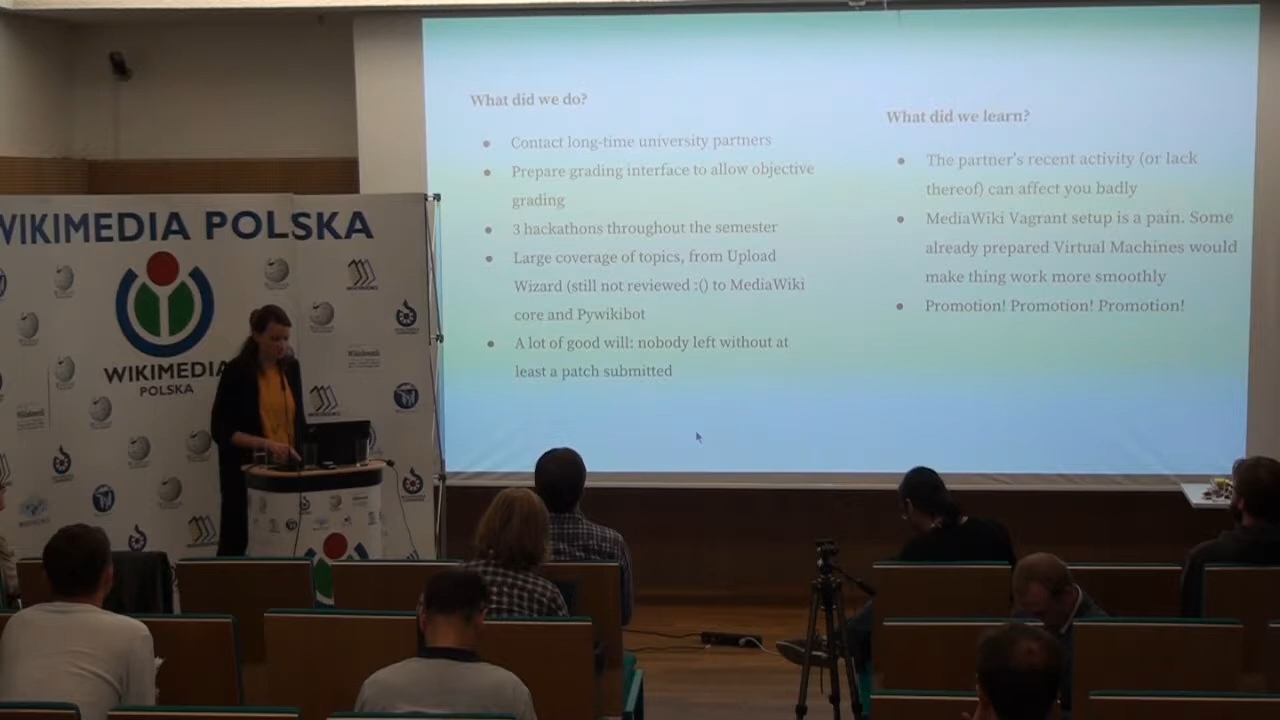 WIKIMEDIA POLSKA
WIKIMEDIA
POLSKA
What did we do?
● Contact long-time university partners
● Prepare grading interface to allow objective
grading
● 3 hackathons throughout the semester
● Large coverage of topics, from Upload
Wizard (still not reviewed :() to MediaWiki
core and Pywikibot
● A lot of good will: nobody left without at
least a patch submitted
What did we learn?
● The partner's recent activity (or lack
thereof) can affect you badly
● MediaWiki Vagrant setup is a pain. Some
already prepared Virtual Machines would
make thing work more smoothly
● Promotion! Promotion! Promotion!